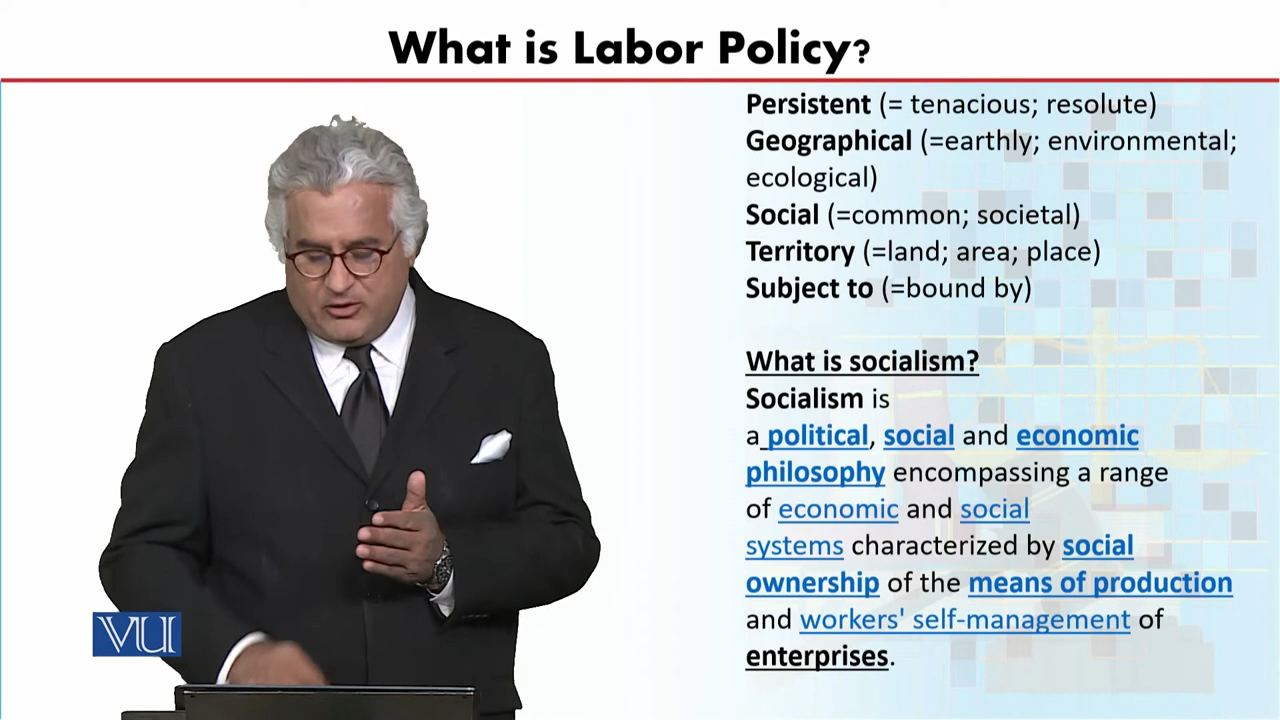 What is Labor Policy?
Persistent (= tenacious; resolute)
Geographical (=earthly; environmental;
ecological)
Social (=common; societal)
Territory (=land; area; place)
Subject to (=bound by)
What is socialism?
Socialism is
a political, social and economic
philosophy encompassing a range
of economic and social
systems characterized by social
ownership of the means of production
and workers' self-management of
enterprises.
VU